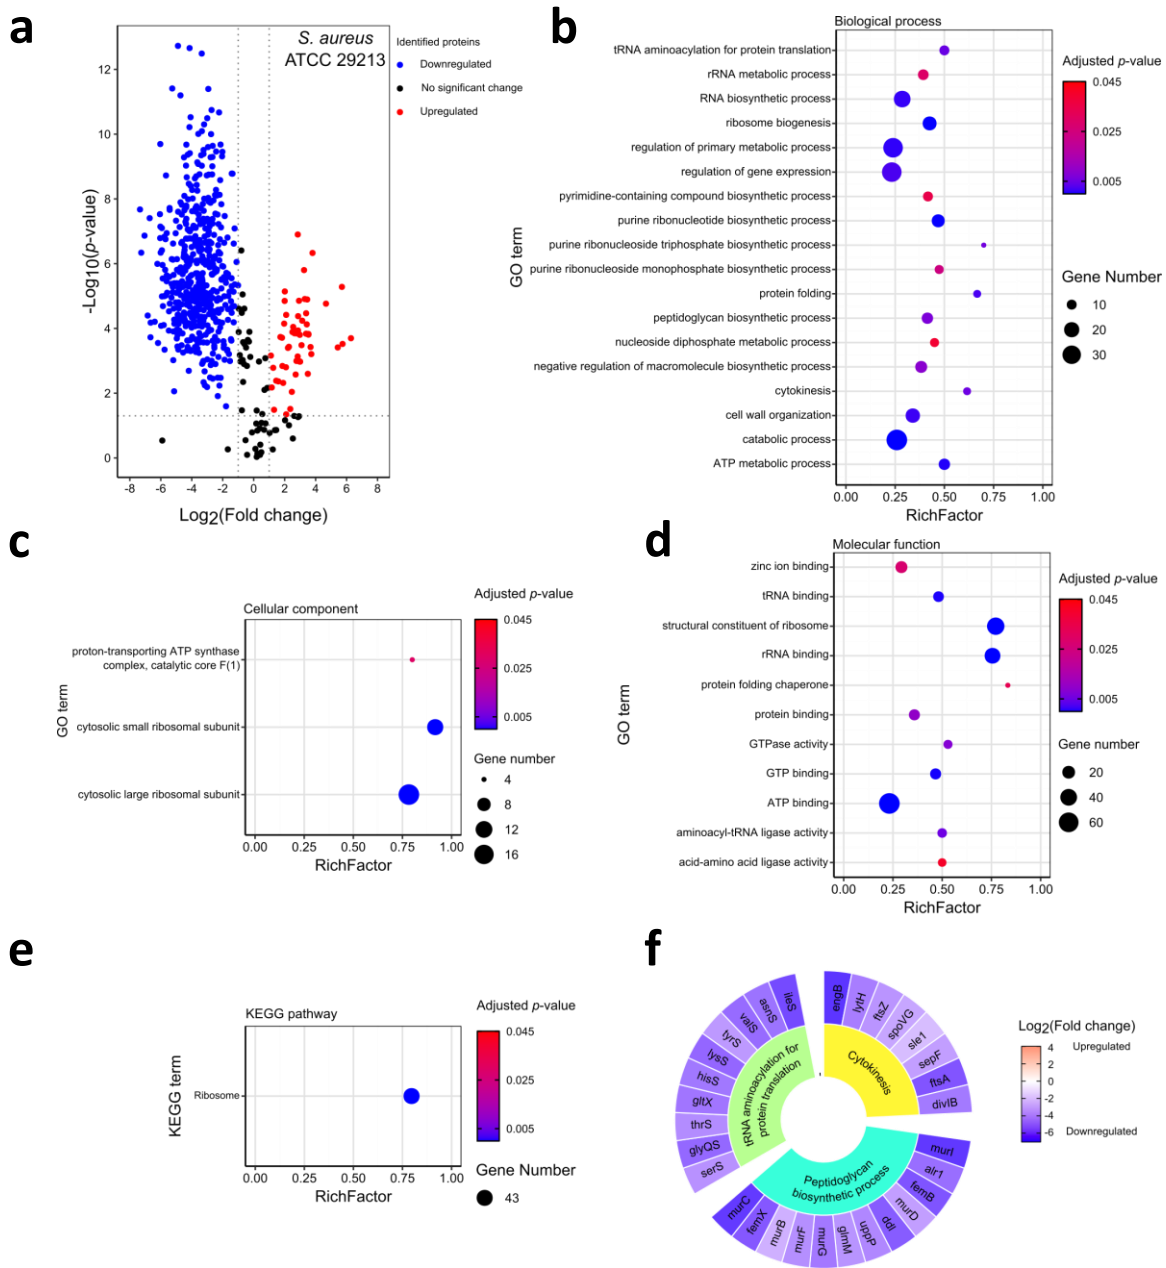 a
S. aureus
ATCC 29213
Identified proteins
Downregulated
No significant change
Upregulated
-Log10(p-value)
12
10
8
6
4
2
0
-8 -6 -4 -2 0 2 4 6 8
Log2(Fold change)
b
Biological process
GO term
tRNA aminoacylation for protein translation
rRNA metabolic process
RNA biosynthetic process
ribosome biogenesis
regulation of primary metabolic process
regulation of gene expression
pyrimidine-containing compound biosynthetic process
purine ribonucleotide biosynthetic process
purine ribonucleoside triphosphate biosynthetic process
purine ribonucleoside monophosphate biosynthetic process
protein folding
peptidoglycan biosynthetic process
nucleoside diphosphate metabolic process
negative regulation of macromolecule biosynthetic process
cytokinesis
cell wall organization
catabolic process
ATP metabolic process
0.00 0.25 0.50 0.75 1.00
RichFactor
Adjusted p-value
0.045
0.025
0.005
Gene Number
10
20
30
c
Cellular component
GO term
proton-transporting ATP synthase
complex, catalytic core F(1)
cytosolic small ribosomal subunit
cytosolic large ribosomal subunit
0.00 0.25 0.50 0.75 1.00
RichFactor
Adjusted p-value
0.045
0.025
0.005
Gene number
4
8
12
16
d
Molecular function
GO term
zinc ion binding
tRNA binding
structural constituent of ribosome
rRNA binding
protein folding chaperone
protein binding
GTPase activity
GTP binding
ATP binding
aminoacyl-tRNA ligase activity
acid-amino acid ligase activity
0.00 0.25 0.50 0.75 1.00
RichFactor
Adjusted p-value
0.045
0.025
0.005
Gene number
20
40
60
e
KEGG pathway
KEGG term
Ribosome
0.00 0.25 0.50 0.75 1.00
RichFactor
Adjusted p-value
0.045
0.025
0.005
Gene Number
43
f
engB
lytH
ftsZ
spoVG
sle1
sepF
ftsA
divIB
Cytokinesis
murI
alr1
femB
murD
ddl
uppP
glmM
murG
murF
murB
femX
murC
Peptidoglycan
biosynthetic process
serS
glyQS
thrS
gltX
hisS
lysS
tyrS
valS
asnS
ileS
tRNA aminoacylation for
protein translation
Log2(Fold change)
4
2
0
-2
-4
-6
Upregulated
Downregulated